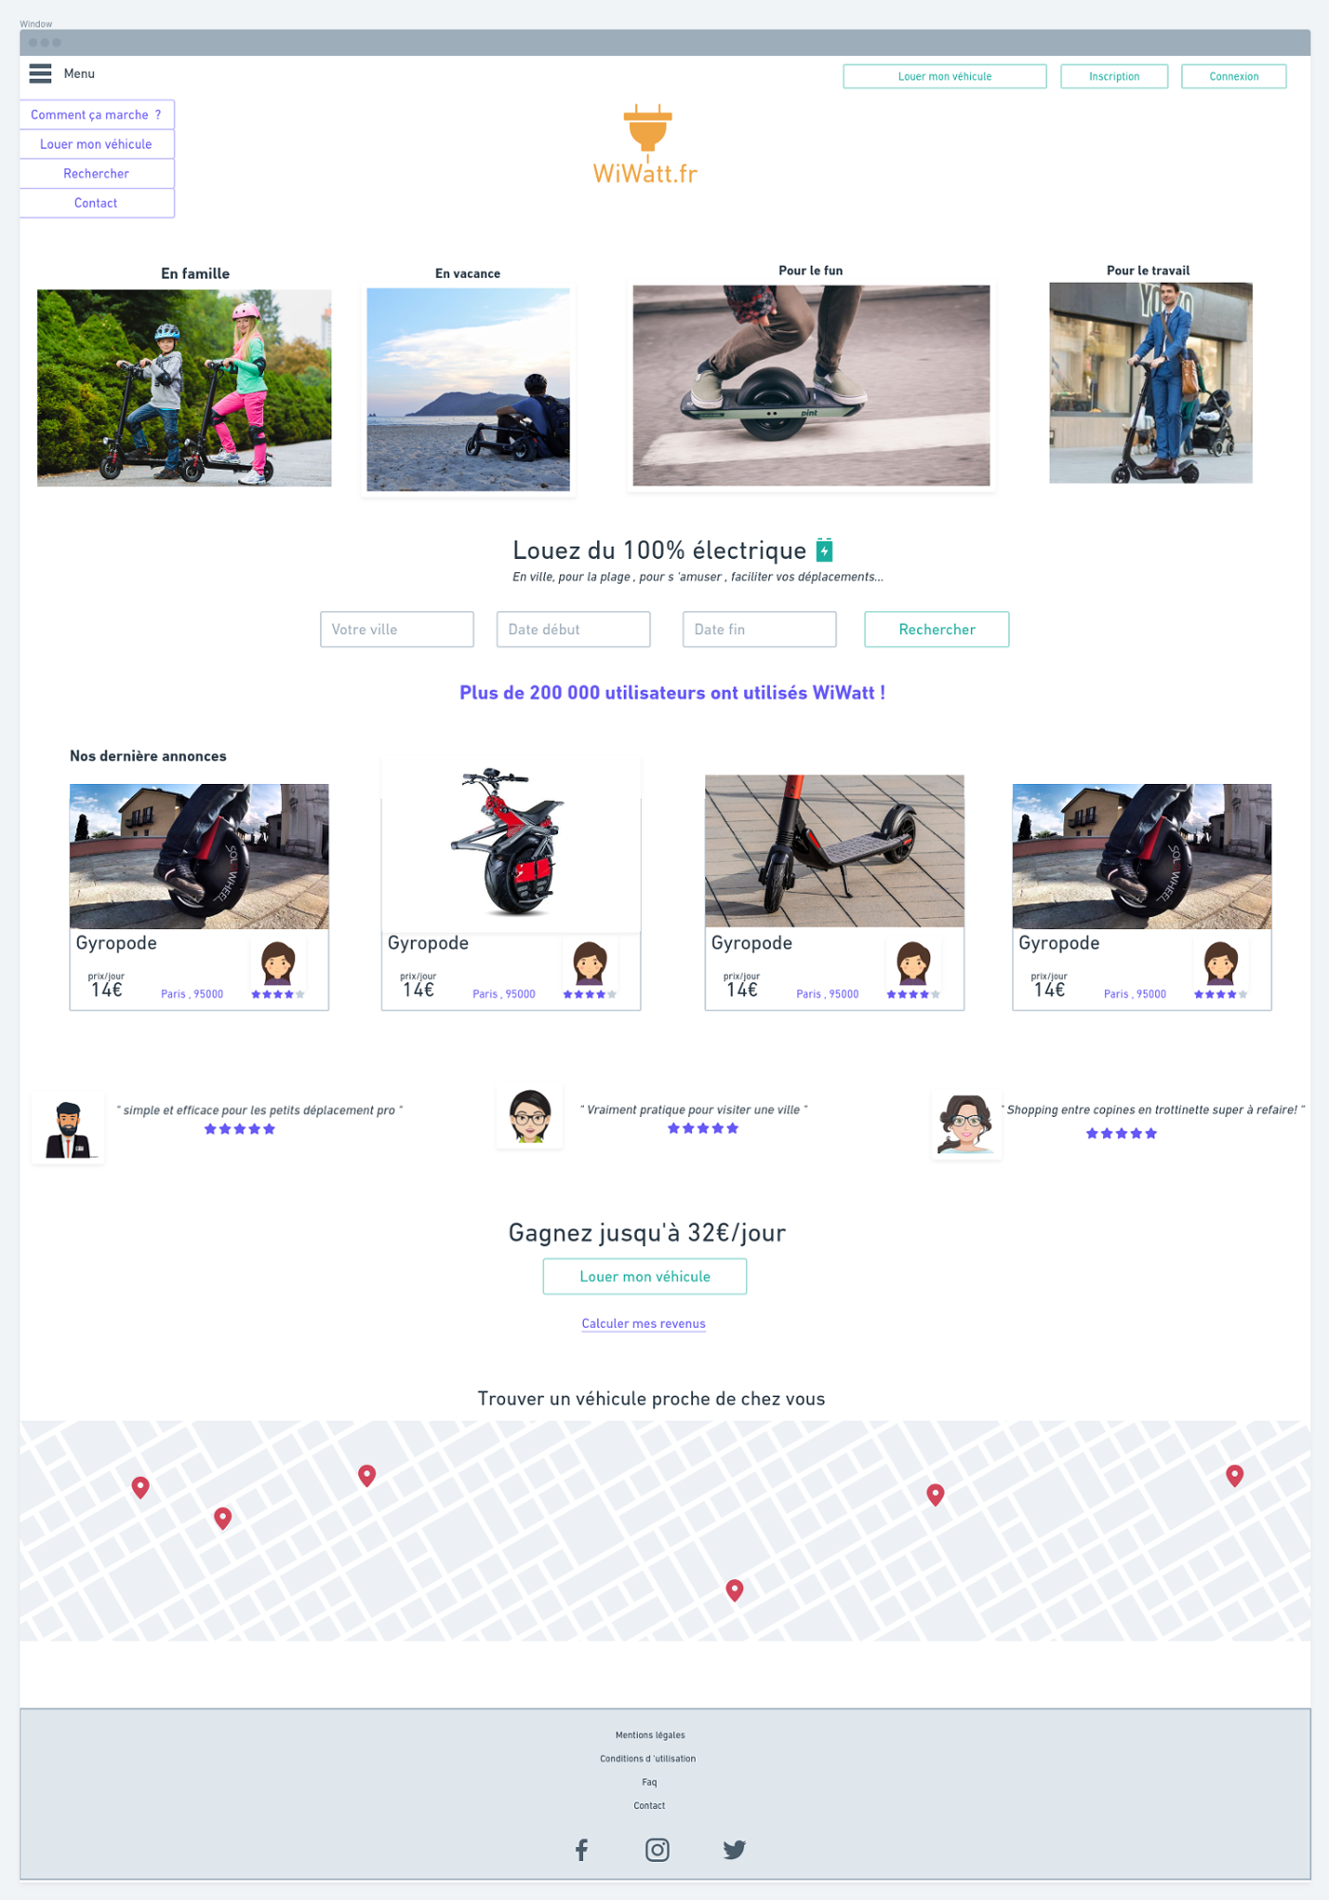 Window
Menu
Louer mon véhicule
Inscription
Connexion
Comment ça marche ?
Louer mon véhicule
Rechercher
Contact
WiWatt.fr
En famille
En vacance
Pour le fun
Pour le travail
YO
pint
Louez du 100% électrique
En ville, pour la plage , pour s 'amuser , faciliter vos déplacements...
Votre ville
Date début
Date fin
Rechercher
Plus de 200 000 utilisateurs ont utilisés WiWatt !
Nos dernière annonces
SOLOWHEEL
SOLOWHEEL
Gyropode
prix/jour
14€
Paris , 95000
Gyropode
prix/jour
14€
Paris , 95000
Gyropode
prix/jour
14€
Paris , 95000
Gyropode
prix/jour
14€
Paris , 95000
" simple et efficace pour les petits déplacement pro "
" Vraiment pratique pour visiter une ville "
" Shopping entre copines en trottinette super à refaire! "
Gagnez jusqu'à 32€/jour
Louer mon véhicule
Calculer mes revenus
Trouver un véhicule proche de chez vous
Mentions légales
Conditions d 'utilisation
Faq
Contact